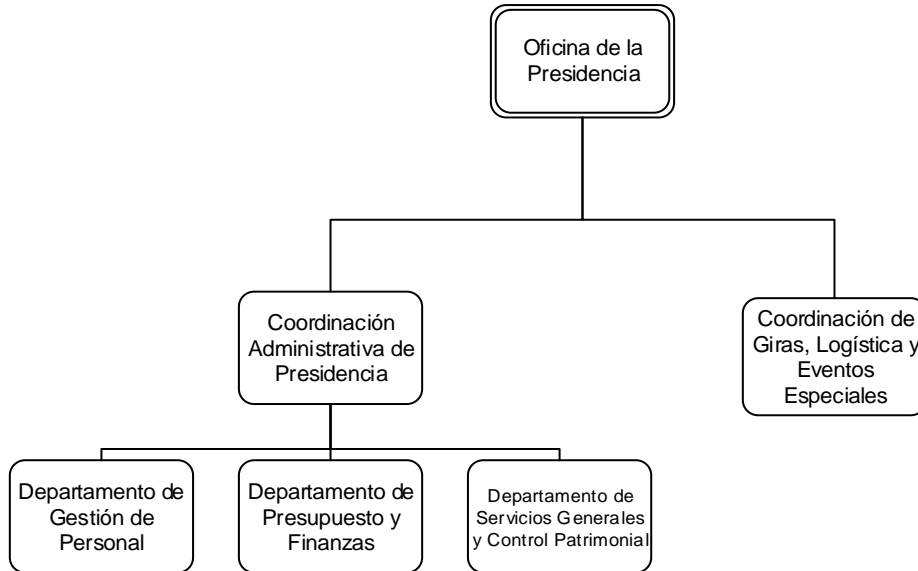 Oficina de la
Presidencia
Coordinación
Administrativa de
Presidencia
Coordinación de
Giras, Logística y
Eventos
Especiales
Departamento de
Gestión de
Personal
Departamento de
Presupuesto y
Finanzas
Departamento de
Servicios Generales
y Control Patrimonial